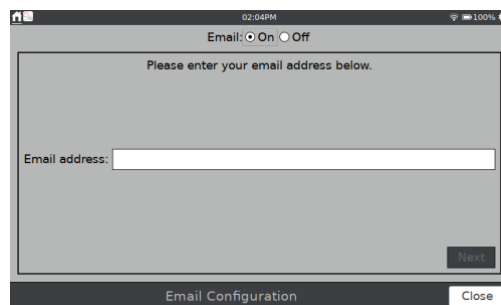 02:04PM 100%
Email: On Off
Please enter your email address below.
Email address:
Next
Email Configuration Close